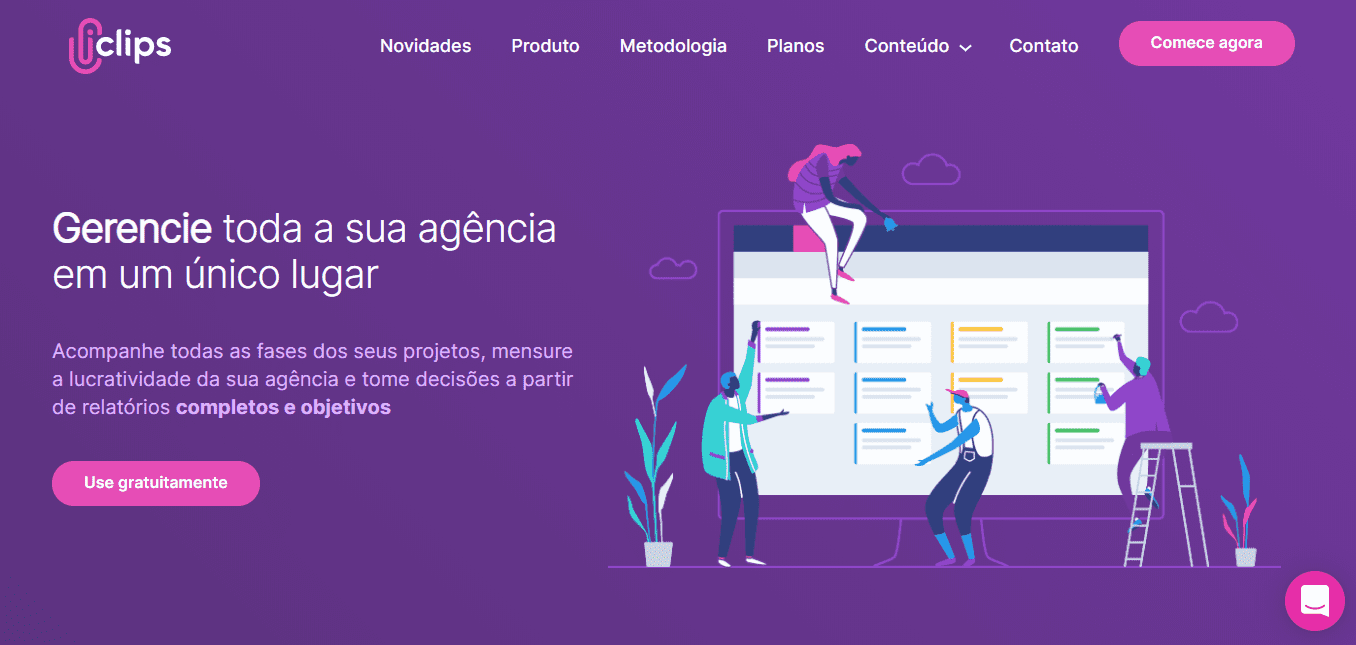 iclips
Novidades
Produto
Metodologia
Planos
Conteúdo
Contato
Comece agora
Gerencie toda a sua agência
em um único lugar
Acompanhe todas as fases dos seus projetos, mensure
a lucratividade da sua agência e tome decisões a partir
de relatórios completos e objetivos
Use gratuitamente